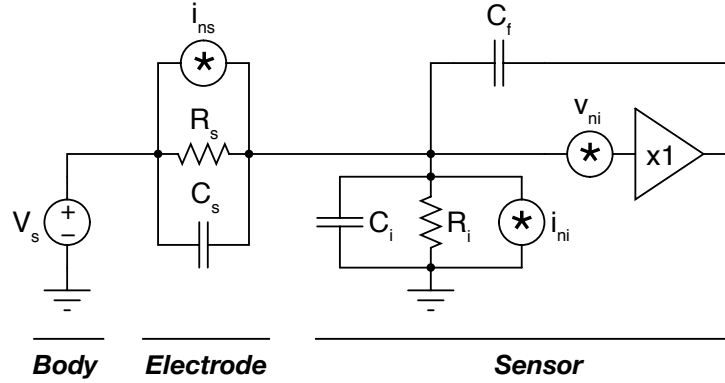 i_ns
C_f
R_s
v_ni
x1
C_s
V_s
C_i
R_i
i_ni
Body Electrode Sensor